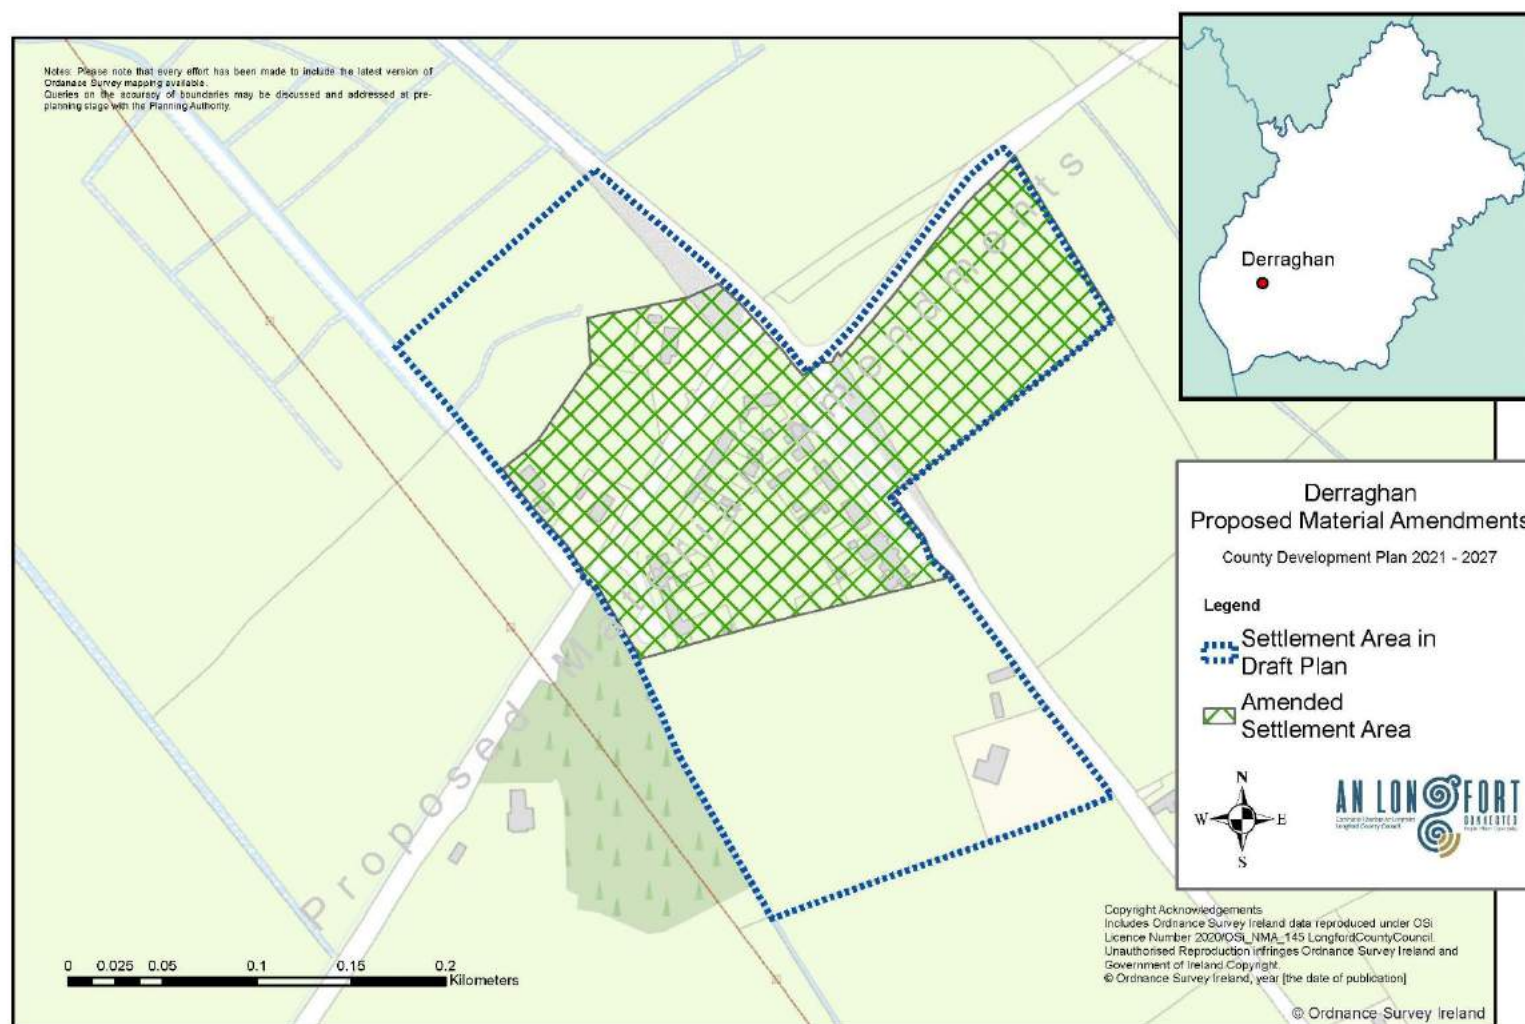 Notes: Please note that every effort has been made to include the latest version of
Ordanace Survey mapping available.
Queries on the accuracy of boundaries may be discussed and addressed at pre-
planning stage with the Planning Authority.
Derraghan
Proposed Material Amendments
Derraghan
Proposed Material Amendments
County Development Plan 2021 - 2027
Legend
Settlement Area in
Draft Plan
Amended
Settlement Area
N
W E
S
AN LONGFORT
Longford County Council
CONNECTED
0 0.025 0.05 0.1 0.15 0.2
Kilometers
Copyright Acknowledgements
Includes Ordnance Survey Ireland data reproduced under OSi
Licence Number 2020/OSi_NMA_145 LongfordCountyCouncil.
Unauthorised Reproduction infringes Ordnance Survey Ireland and
Government of Ireland Copyright.
© Ordnance Survey Ireland, year [the date of publication]
© Ordnance Survey Ireland